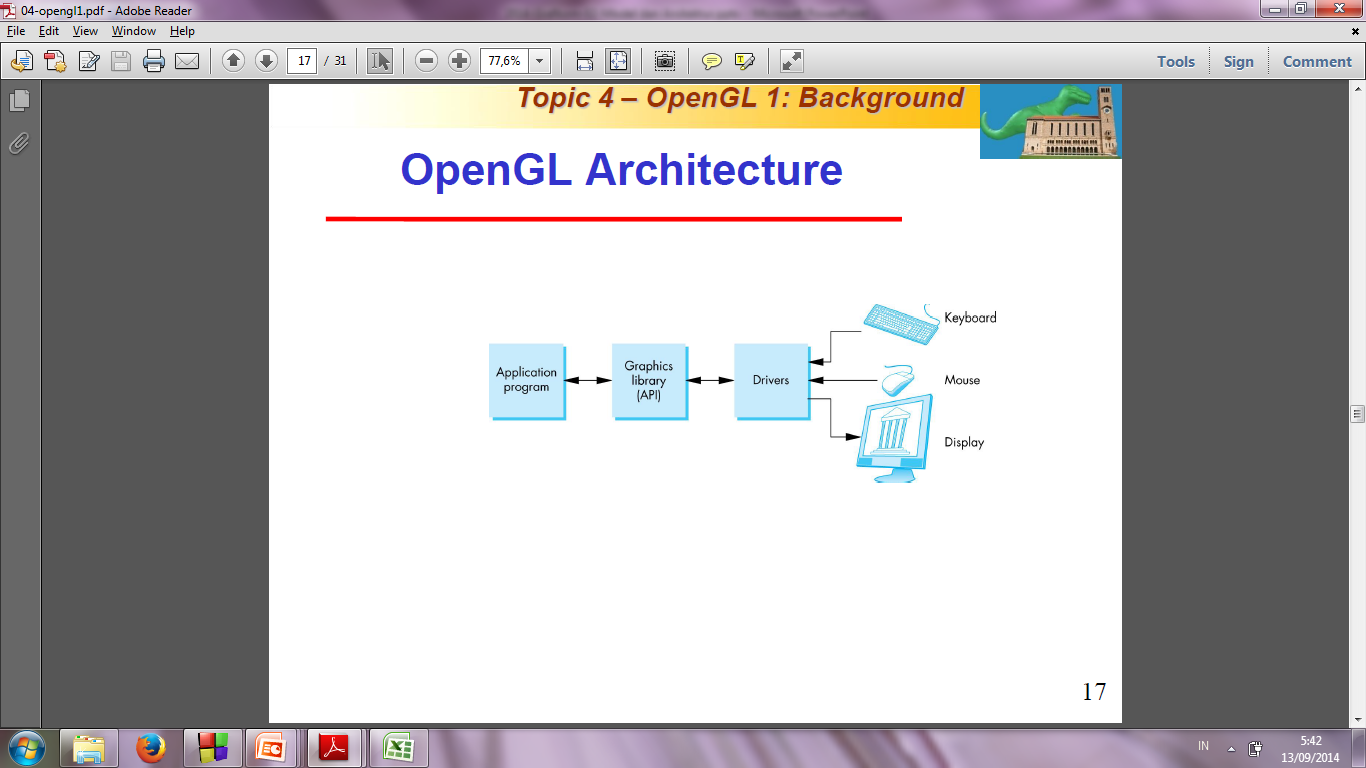 04-opengl1.pdf - Adobe Reader
File Edit View Window Help
17 / 31 77,6% Tools Sign Comment
Topic 4 – OpenGL 1: Background
OpenGL Architecture
Keyboard
Application
program
Graphics
library
(API)
Drivers
Mouse
Display
17
IN
5:42
13/09/2014